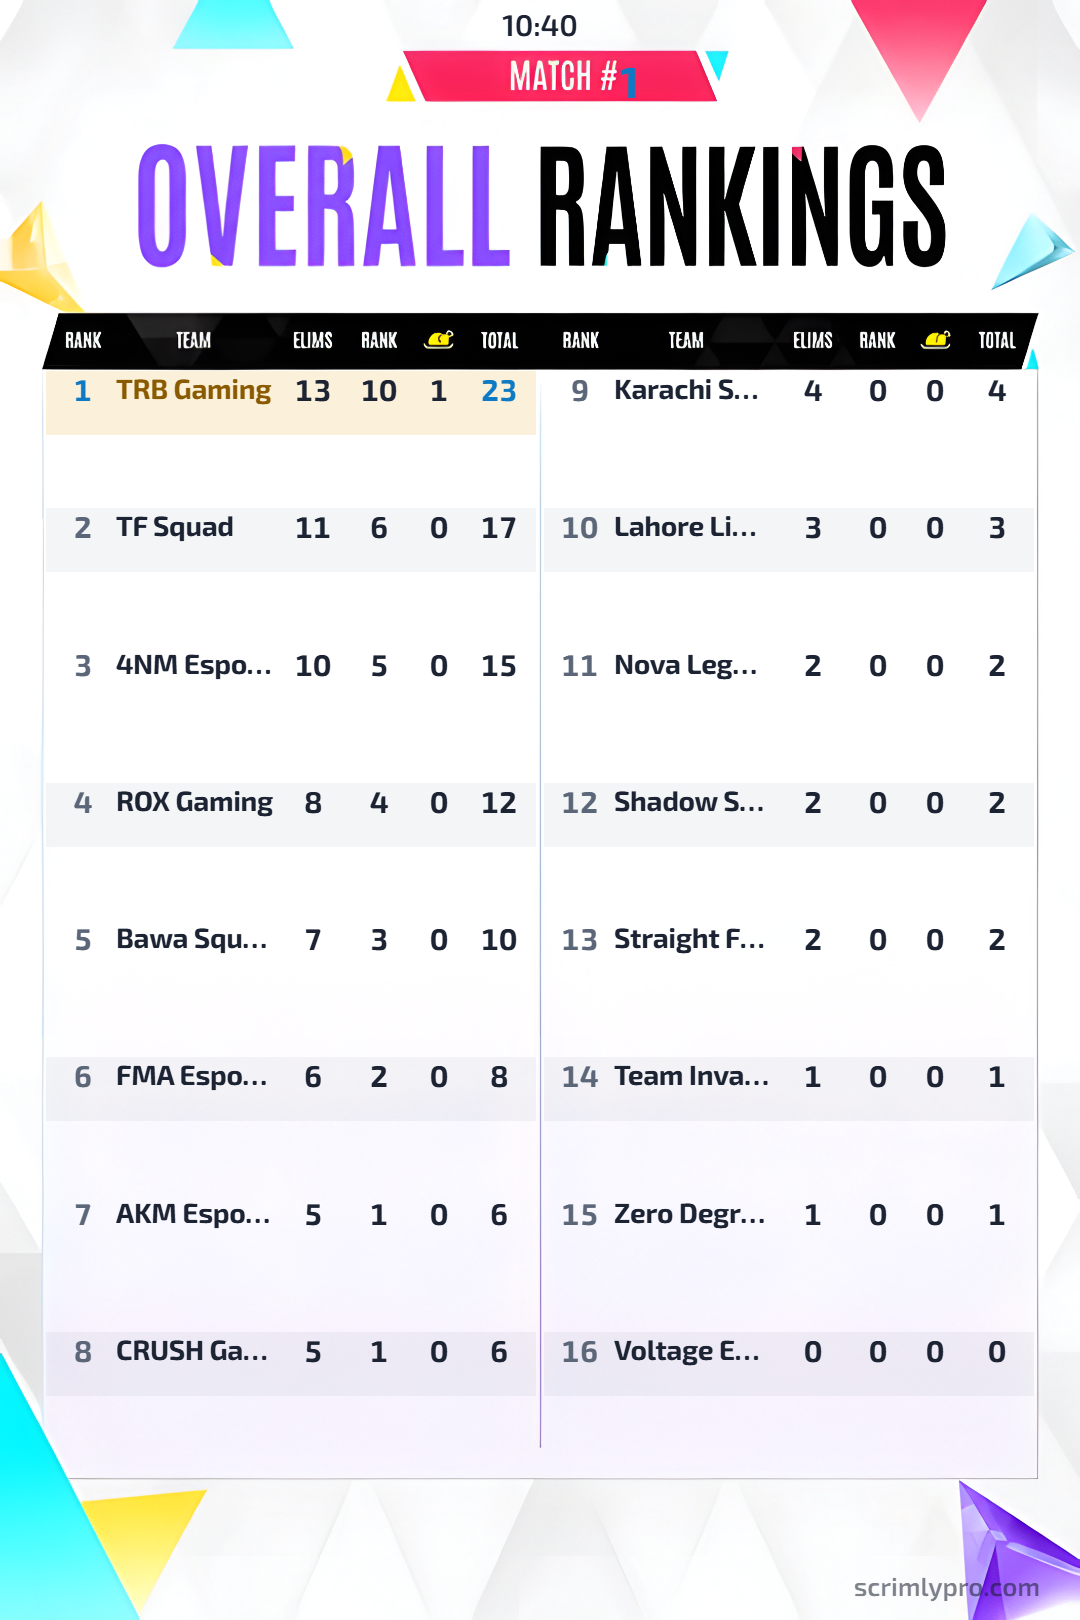 10:40
MATCH #1
OVERALL RANKINGS
RANK TEAM ELIMS RANK TOTAL RANK TEAM ELIMS RANK TOTAL
1 TRB Gaming 13 10 1 23
2 TF Squad 11 6 0 17
3 4NM Espo... 10 5 0 15
4 ROX Gaming 8 4 0 12
5 Bawa Squ... 7 3 0 10
6 FMA Espo... 6 2 0 8
7 AKM Espo... 5 1 0 6
8 CRUSH Ga... 5 1 0 6
9 Karachi S... 4 0 0 4
10 Lahore Li... 3 0 0 3
11 Nova Leg... 2 0 0 2
12 Shadow S... 2 0 0 2
13 Straight F... 2 0 0 2
14 Team Inva... 1 0 0 1
15 Zero Degr... 1 0 0 1
16 Voltage E... 0 0 0 0
scrimlypro.com